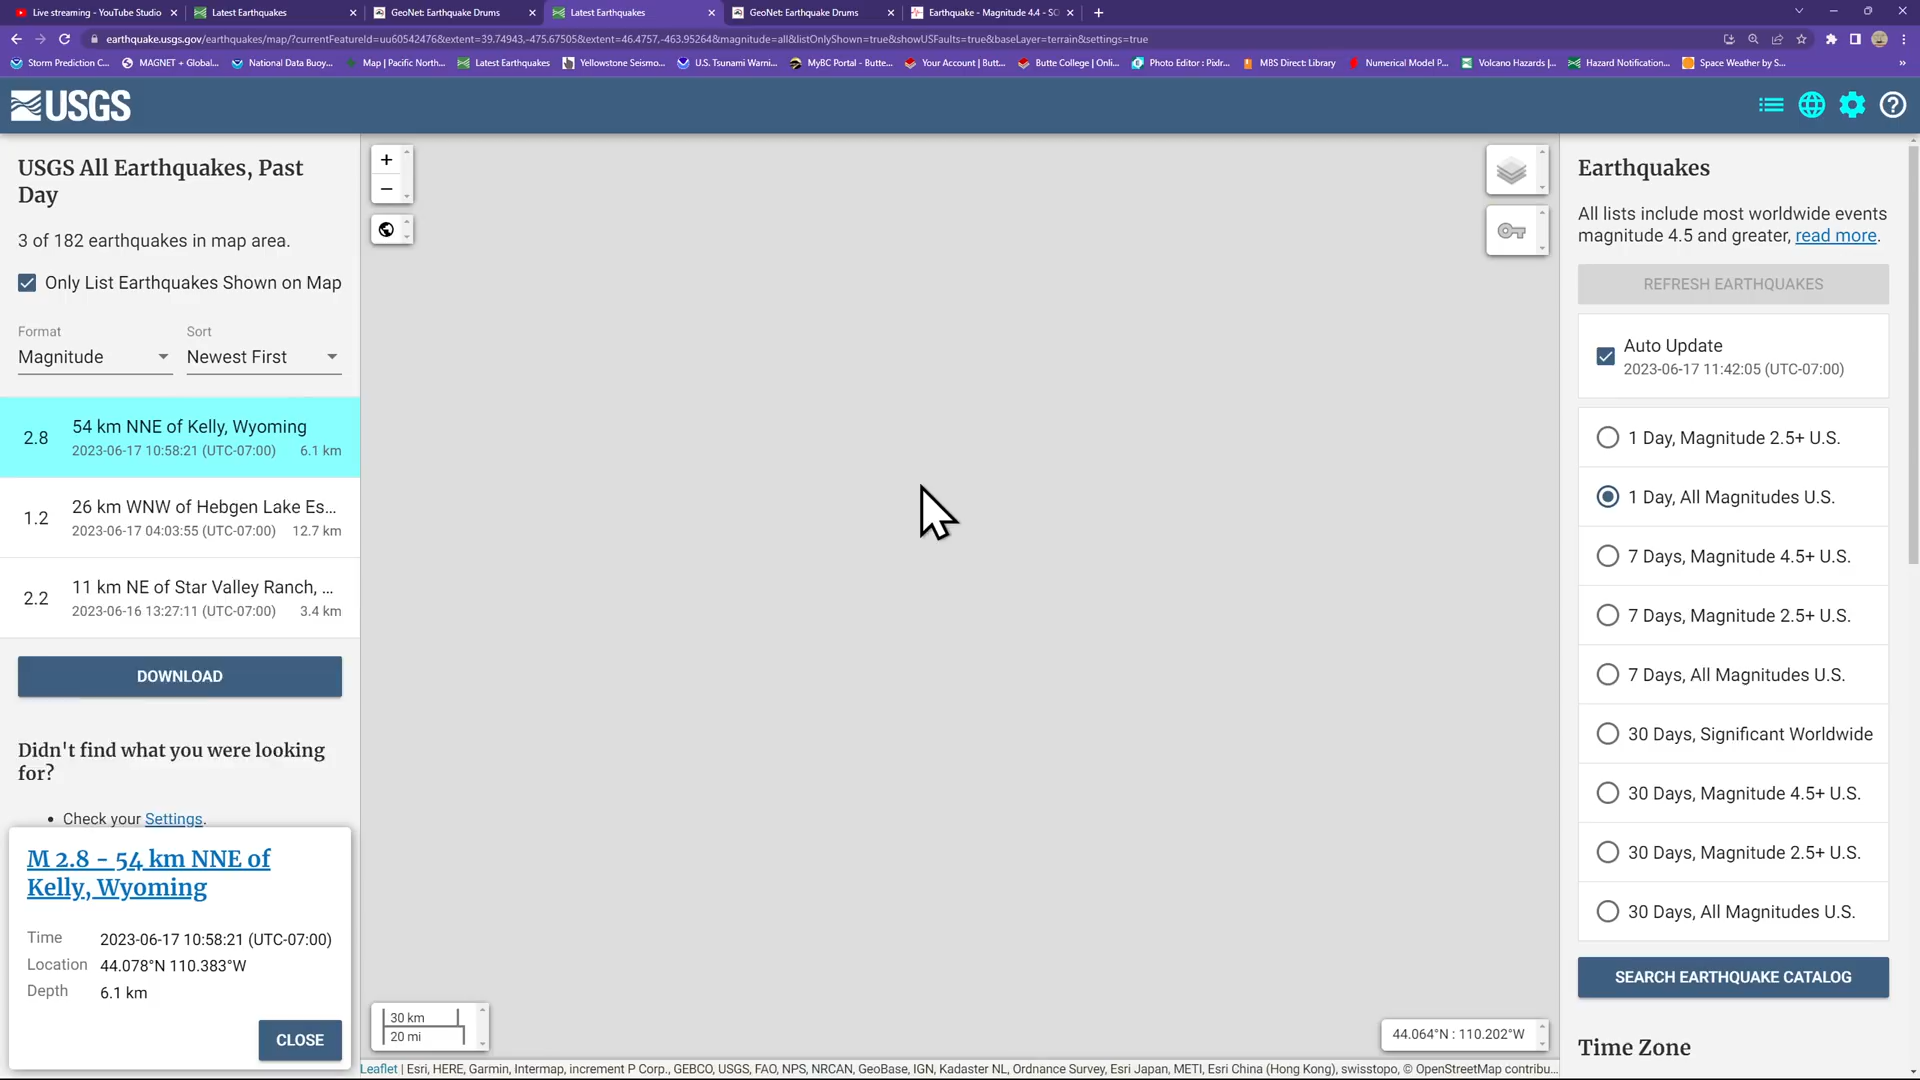 Live streaming - YouTube Studio
Latest Earthquakes
GeoNet: Earthquake Drums
Latest Earthquakes
GeoNet: Earthquake Drums
Earthquake - Magnitude 4.4 - SO
earthquake.usgs.gov/earthquakes/map/?currentFeatureId=uu60542476&extent=39.74943,-475.67505&extent=46.4757,-463.95264&magnitude=all&listOnlyShown=true&showUSFaults=true&baseLayer=terrain&settings=true
Storm Prediction C...
MAGNET + Global...
National Data Buoy...
Map | Pacific North...
Latest Earthquakes
Yellowstone Seismo...
U.S. Tsunami Warni...
MyBC Portal - Butte...
Your Account | Butt...
Butte College | Onli...
Photo Editor : Pixlr...
MBS Direct Library
Numerical Model P...
Volcano Hazards |...
Hazard Notification...
Space Weather by S...
USGS
USGS All Earthquakes, Past
Day
3 of 182 earthquakes in map area.
Only List Earthquakes Shown on Map
Format
Sort
Magnitude
Newest First
2.8
54 km NNE of Kelly, Wyoming
2023-06-17 10:58:21 (UTC-07:00) 6.1 km
1.2
26 km WNW of Hebgen Lake Es...
2023-06-17 04:03:55 (UTC-07:00) 12.7 km
2.2
11 km NE of Star Valley Ranch, ...
2023-06-16 13:27:11 (UTC-07:00) 3.4 km
DOWNLOAD
Didn't find what you were looking
for?
• Check your Settings.
M 2.8 - 54 km NNE of
Kelly, Wyoming
Time 2023-06-17 10:58:21 (UTC-07:00)
Location 44.078°N 110.383°W
Depth 6.1 km
CLOSE
+
−
30 km
20 mi
44.064°N : 110.202°W
Leaflet | Esri, HERE, Garmin, Intermap, increment P Corp., GEBCO, USGS, FAO, NPS, NRCAN, GeoBase, IGN, Kadaster NL, Ordnance Survey, Esri Japan, METI, Esri China (Hong Kong), swisstopo, © OpenStreetMap contribu...
Earthquakes
All lists include most worldwide events
magnitude 4.5 and greater, read more.
REFRESH EARTHQUAKES
Auto Update
2023-06-17 11:42:05 (UTC-07:00)
1 Day, Magnitude 2.5+ U.S.
1 Day, All Magnitudes U.S.
7 Days, Magnitude 4.5+ U.S.
7 Days, Magnitude 2.5+ U.S.
7 Days, All Magnitudes U.S.
30 Days, Significant Worldwide
30 Days, Magnitude 4.5+ U.S.
30 Days, Magnitude 2.5+ U.S.
30 Days, All Magnitudes U.S.
SEARCH EARTHQUAKE CATALOG
Time Zone